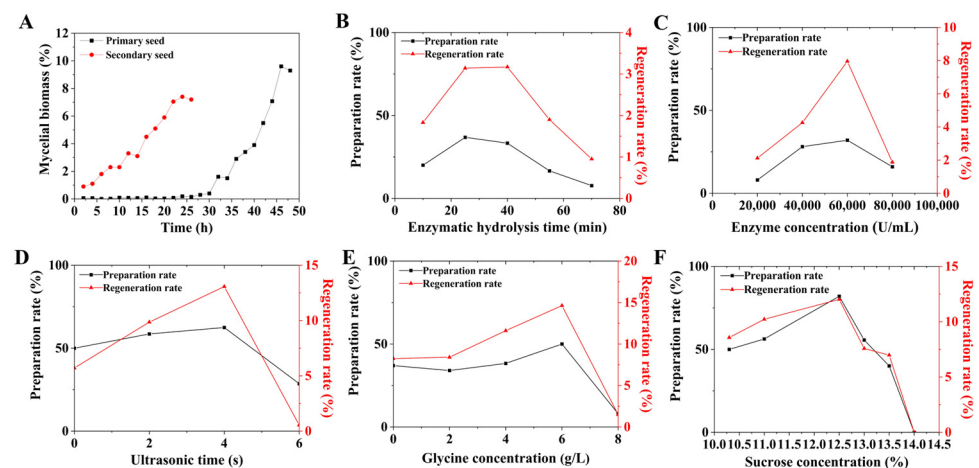 A
Mycelial biomass (%)
12
10
8
6
4
2
0
Primary seed
Secondary seed
0 5 10 15 20 25 30 35 40 45 50
Time (h)
B
Preparation rate (%)
100
50
0
Preparation rate
Regeneration rate
4
3
2
1
0
Regeneration rate (%)
0 20 40 60 80
Enzymatic hydrolysis time (min)
C
Preparation rate (%)
100
50
0
Preparation rate
Regeneration rate
10
8
6
4
2
0
Regeneration rate (%)
0 20,000 40,000 60,000 80,000 100,000
Enzyme concentration (U/mL)
D
Preparation rate (%)
100
50
0
Preparation rate
Regeneration rate
15
10
5
0
Regeneration rate (%)
0 2 4 6
Ultrasonic time (s)
E
Preparation rate (%)
100
50
0
Preparation rate
Regeneration rate
20
15
10
5
0
Regeneration rate (%)
0 2 4 6 8
Glycine concentration (g/L)
F
Preparation rate (%)
100
50
0
Preparation rate
Regeneration rate
15
10
5
0
Regeneration rate (%)
10.0 10.5 11.0 11.5 12.0 12.5 13.0 13.5 14.0 14.5
Sucrose concentration (%)